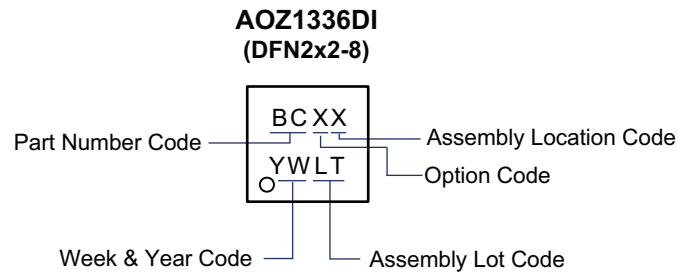 AOZ1336DI
(DFN2x2-8)
BCXX
Part Number Code
Assembly Location Code
YWLT
Option Code
Week & Year Code
Assembly Lot Code